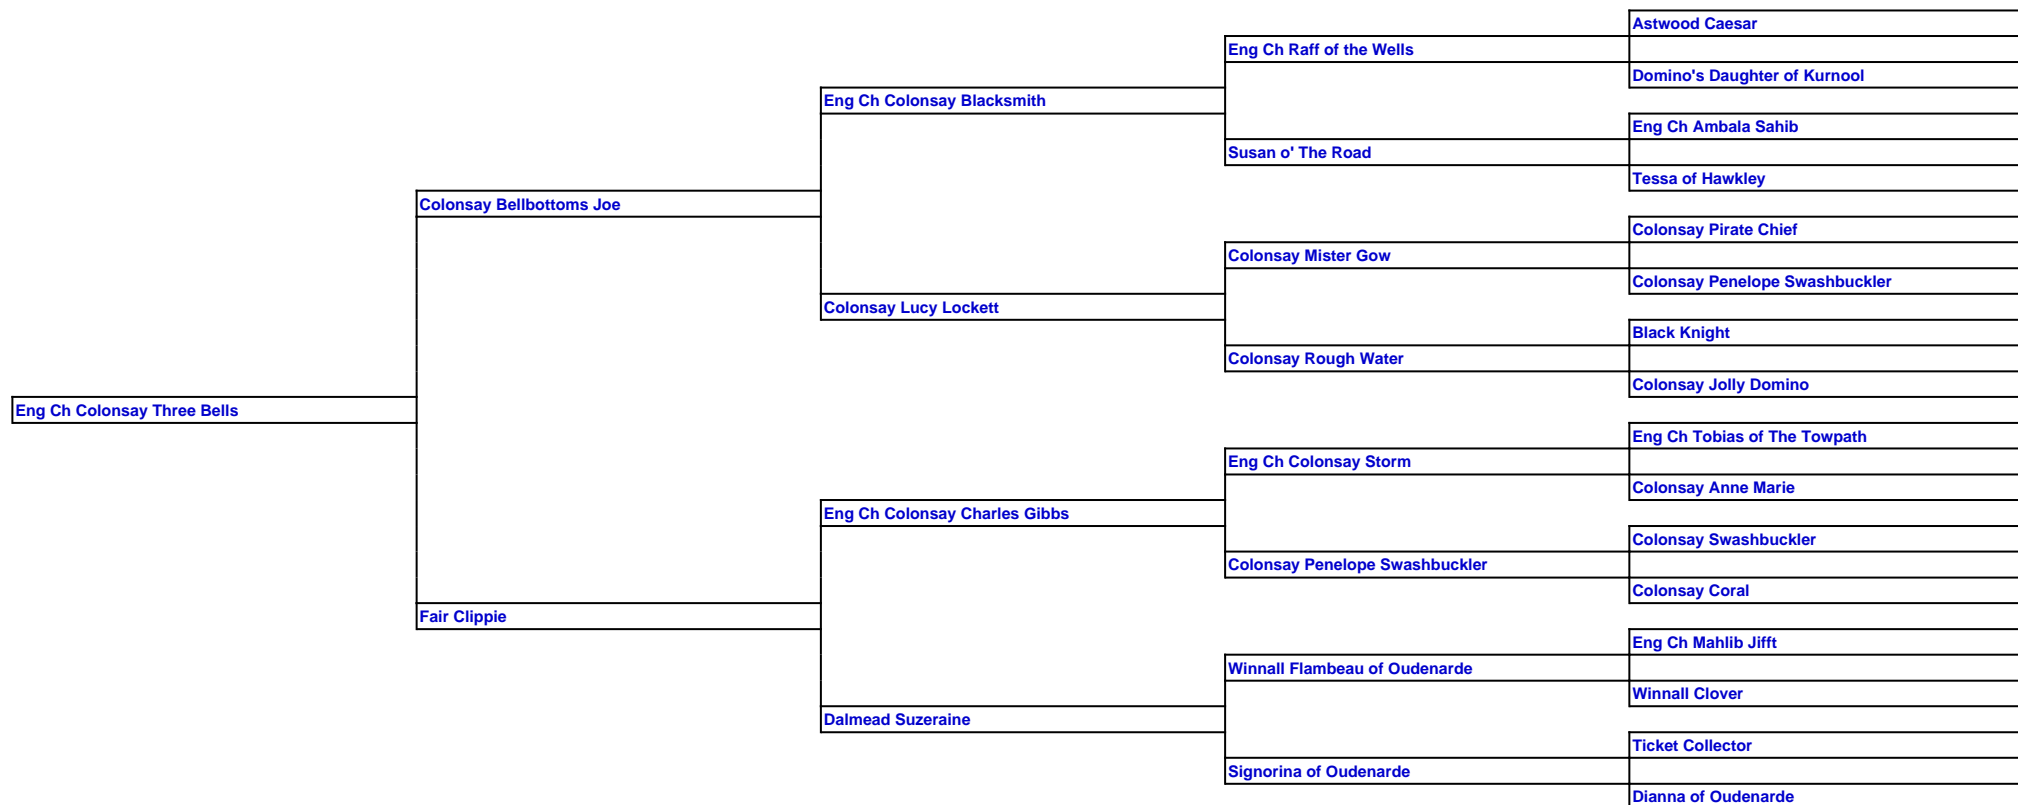 Astwood Caesar
Eng Ch Raff of the Wells
Domino's Daughter of Kurnool
Eng Ch Colonsay Blacksmith
Eng Ch Ambala Sahib
Susan o' The Road
Tessa of Hawkley
Colonsay Bellbottoms Joe
Colonsay Pirate Chief
Colonsay Mister Gow
Colonsay Penelope Swashbuckler
Colonsay Lucy Lockett
Black Knight
Colonsay Rough Water
Colonsay Jolly Domino
Eng Ch Colonsay Three Bells
Eng Ch Tobias of The Towpath
Eng Ch Colonsay Storm
Colonsay Anne Marie
Eng Ch Colonsay Charles Gibbs
Colonsay Swashbuckler
Colonsay Penelope Swashbuckler
Colonsay Coral
Fair Clippie
Eng Ch Mahlib Jifft
Winnall Flambeau of Oudenarde
Winnall Clover
Dalmead Suzeraine
Ticket Collector
Signorina of Oudenarde
Dianna of Oudenarde